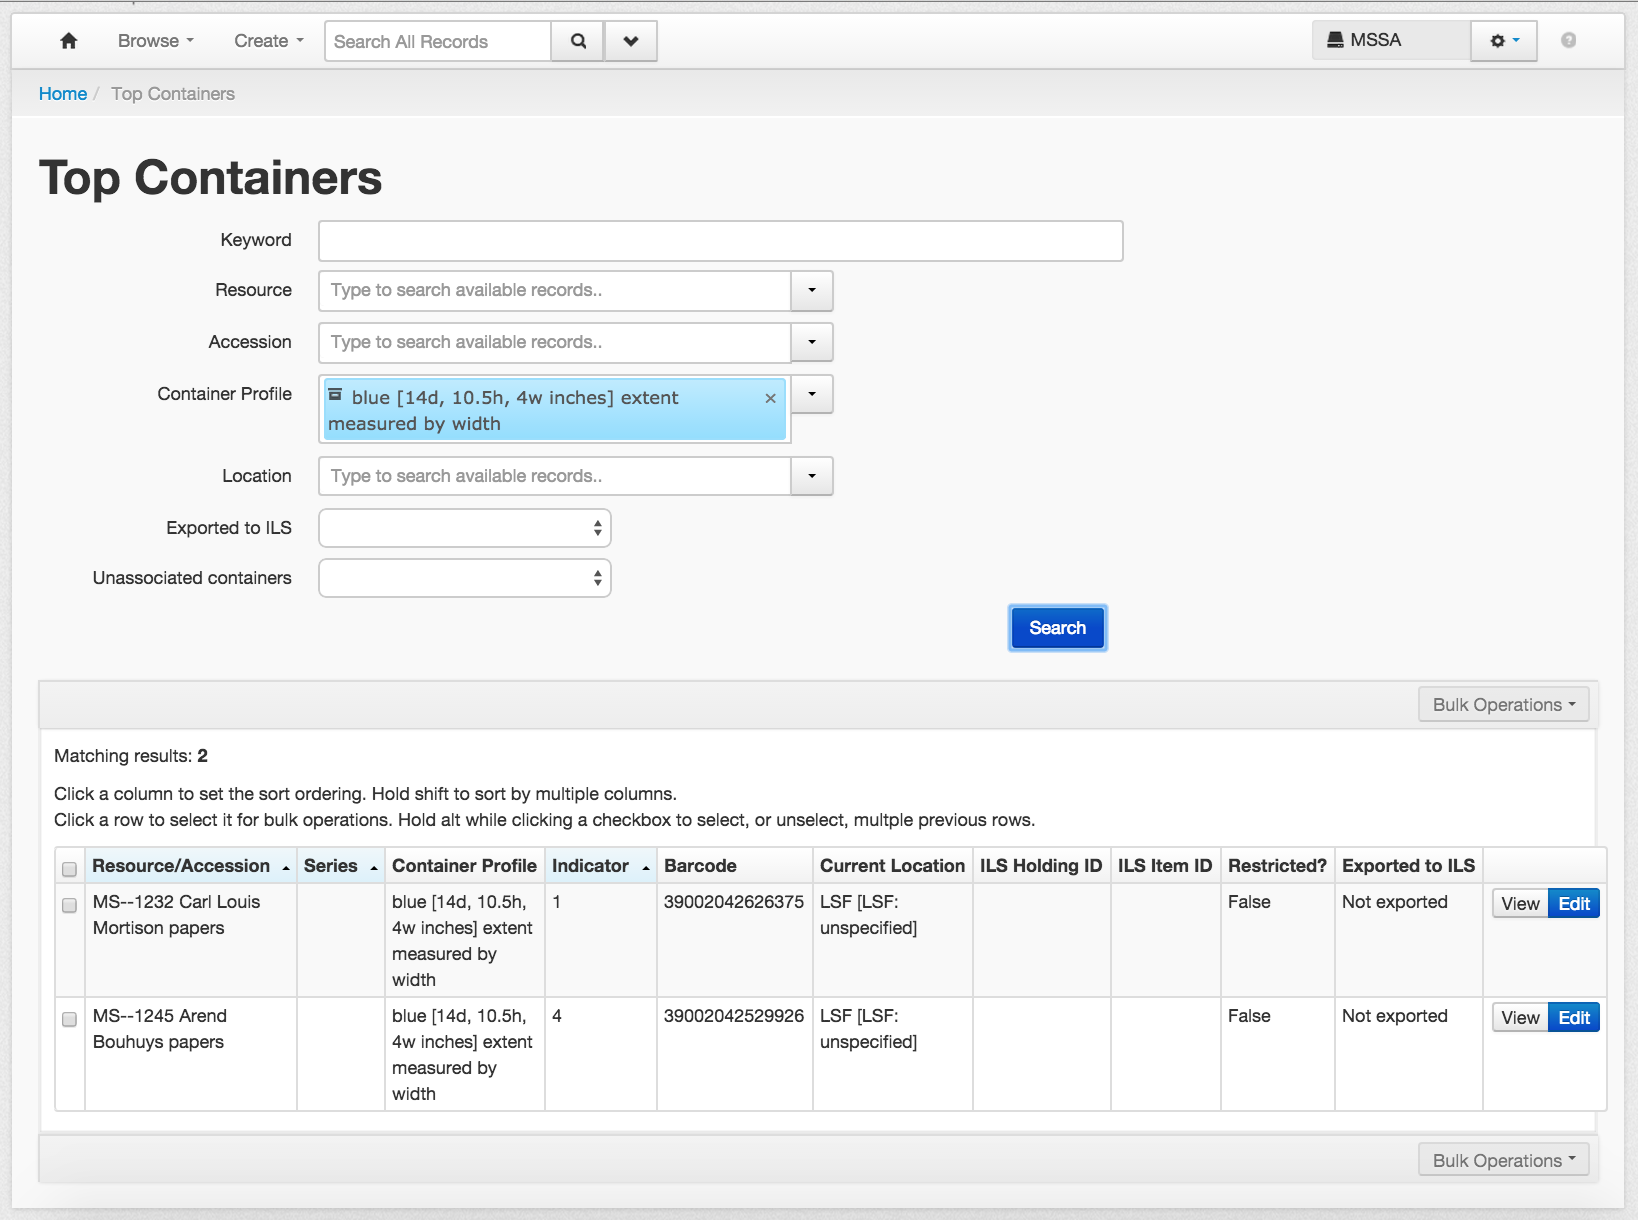 Browse Create Search All Records MSSA
Home / Top Containers
Top Containers
Keyword
Resource Type to search available records..
Accession Type to search available records..
Container Profile blue [14d, 10.5h, 4w inches] extent ×
measured by width
Location Type to search available records..
Exported to ILS
Unassociated containers
Search
Bulk Operations
Matching results: 2
Click a column to set the sort ordering. Hold shift to sort by multiple columns.
Click a row to select it for bulk operations. Hold alt while clicking a checkbox to select, or unselect, multple previous rows.
Resource/Accession Series Container Profile Indicator Barcode Current Location ILS Holding ID ILS Item ID Restricted? Exported to ILS
MS--1232 Carl Louis blue [14d, 10.5h, 1 39002042626375 LSF [LSF: False Not exported View Edit
Mortison papers 4w inches] extent unspecified]
measured by
width
MS--1245 Arend blue [14d, 10.5h, 4 39002042529926 LSF [LSF: False Not exported View Edit
Bouhuys papers 4w inches] extent unspecified]
measured by
width
Bulk Operations